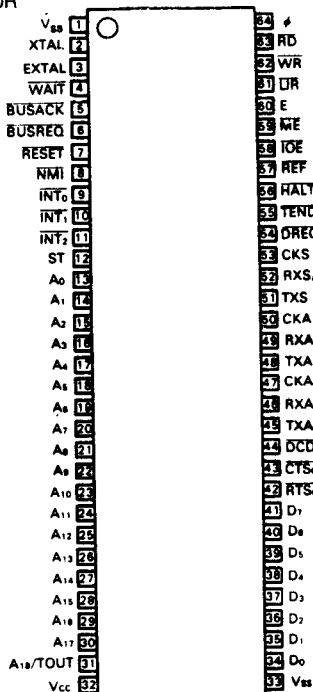 Vss 1
XTAL 2
EXTAL 3
WAIT 4
BUSACK 5
BUSREQ 6
RESET 7
NMI 8
INT₀ 9
INT₁ 10
INT₂ 11
ST 12
A₀ 13
A₁ 14
A₂ 15
A₃ 16
A₄ 17
A₅ 18
A₆ 19
A₇ 20
A₈ 21
A₉ 22
A₁₀ 23
A₁₁ 24
A₁₂ 25
A₁₃ 26
A₁₄ 27
A₁₅ 28
A₁₆ 29
A₁₇ 30
A₁₈/TOUT 31
Vcc 32
64 ϕ
63 RD
62 WR
61 LIR
60 E
59 ME
58 IOE
57 REF
56 HALT
55 TEND
54 DREQ
53 CKS
52 RXS/
51 TXS
50 CKA
49 RXA
48 TXA
47 CKA
46 RXA
45 TXA
44 DCD
43 CTS
42 RTS
41 D₇
40 D₆
39 D₅
38 D₄
37 D₃
36 D₂
35 D₁
34 D₀
33 Vss